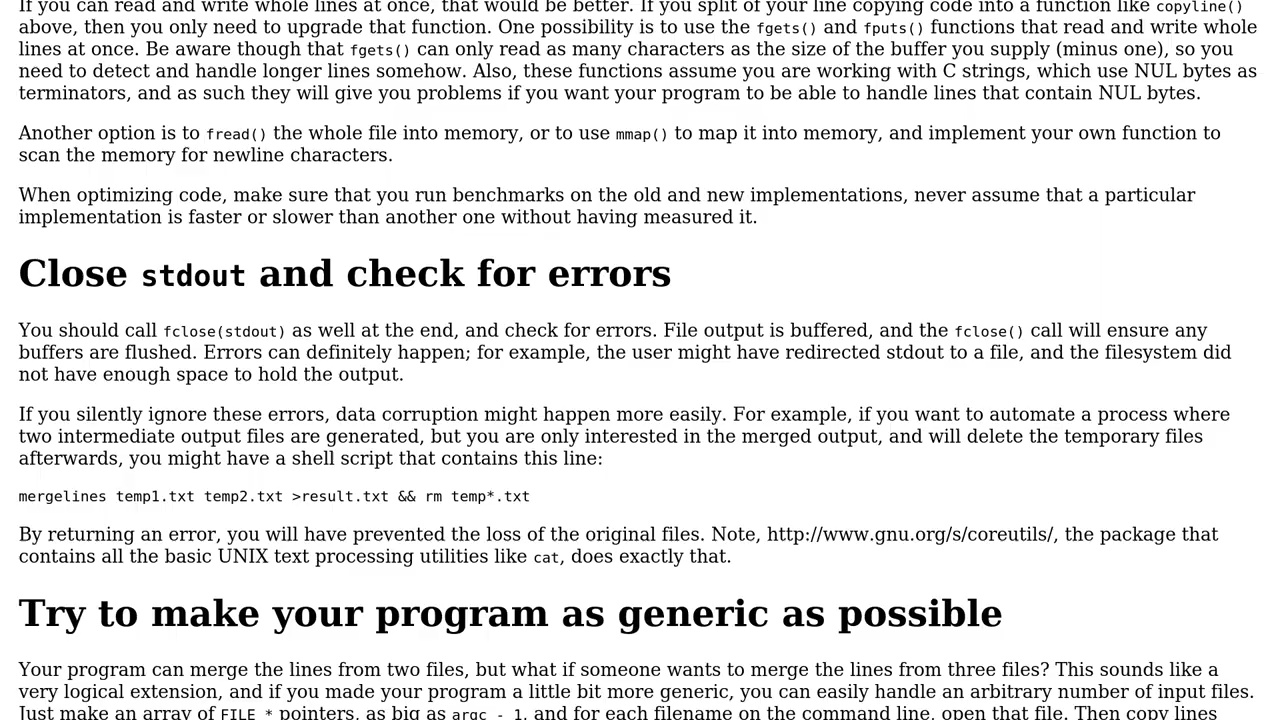 If you can read and write whole lines at once, that would be better. If you split of your line copying code into a function like copyline()
above, then you only need to upgrade that function. One possibility is to use the fgets() and fputs() functions that read and write whole
lines at once. Be aware though that fgets() can only read as many characters as the size of the buffer you supply (minus one), so you
need to detect and handle longer lines somehow. Also, these functions assume you are working with C strings, which use NUL bytes as
terminators, and as such they will give you problems if you want your program to be able to handle lines that contain NUL bytes.
Another option is to fread() the whole file into memory, or to use mmap() to map it into memory, and implement your own function to
scan the memory for newline characters.
When optimizing code, make sure that you run benchmarks on the old and new implementations, never assume that a particular
implementation is faster or slower than another one without having measured it.
Close stdout and check for errors
You should call fclose(stdout) as well at the end, and check for errors. File output is buffered, and the fclose() call will ensure any
buffers are flushed. Errors can definitely happen; for example, the user might have redirected stdout to a file, and the filesystem did
not have enough space to hold the output.
If you silently ignore these errors, data corruption might happen more easily. For example, if you want to automate a process where
two intermediate output files are generated, but you are only interested in the merged output, and will delete the temporary files
afterwards, you might have a shell script that contains this line:
mergelines temp1.txt temp2.txt >result.txt && rm temp*.txt
By returning an error, you will have prevented the loss of the original files. Note, http://www.gnu.org/s/coreutils/, the package that
contains all the basic UNIX text processing utilities like cat, does exactly that.
Try to make your program as generic as possible
Your program can merge the lines from two files, but what if someone wants to merge the lines from three files? This sounds like a
very logical extension, and if you made your program a little bit more generic, you can easily handle an arbitrary number of input files.
Just make an array of FILE * pointers, as big as argc - 1, and for each filename on the command line, open that file. Then copy lines